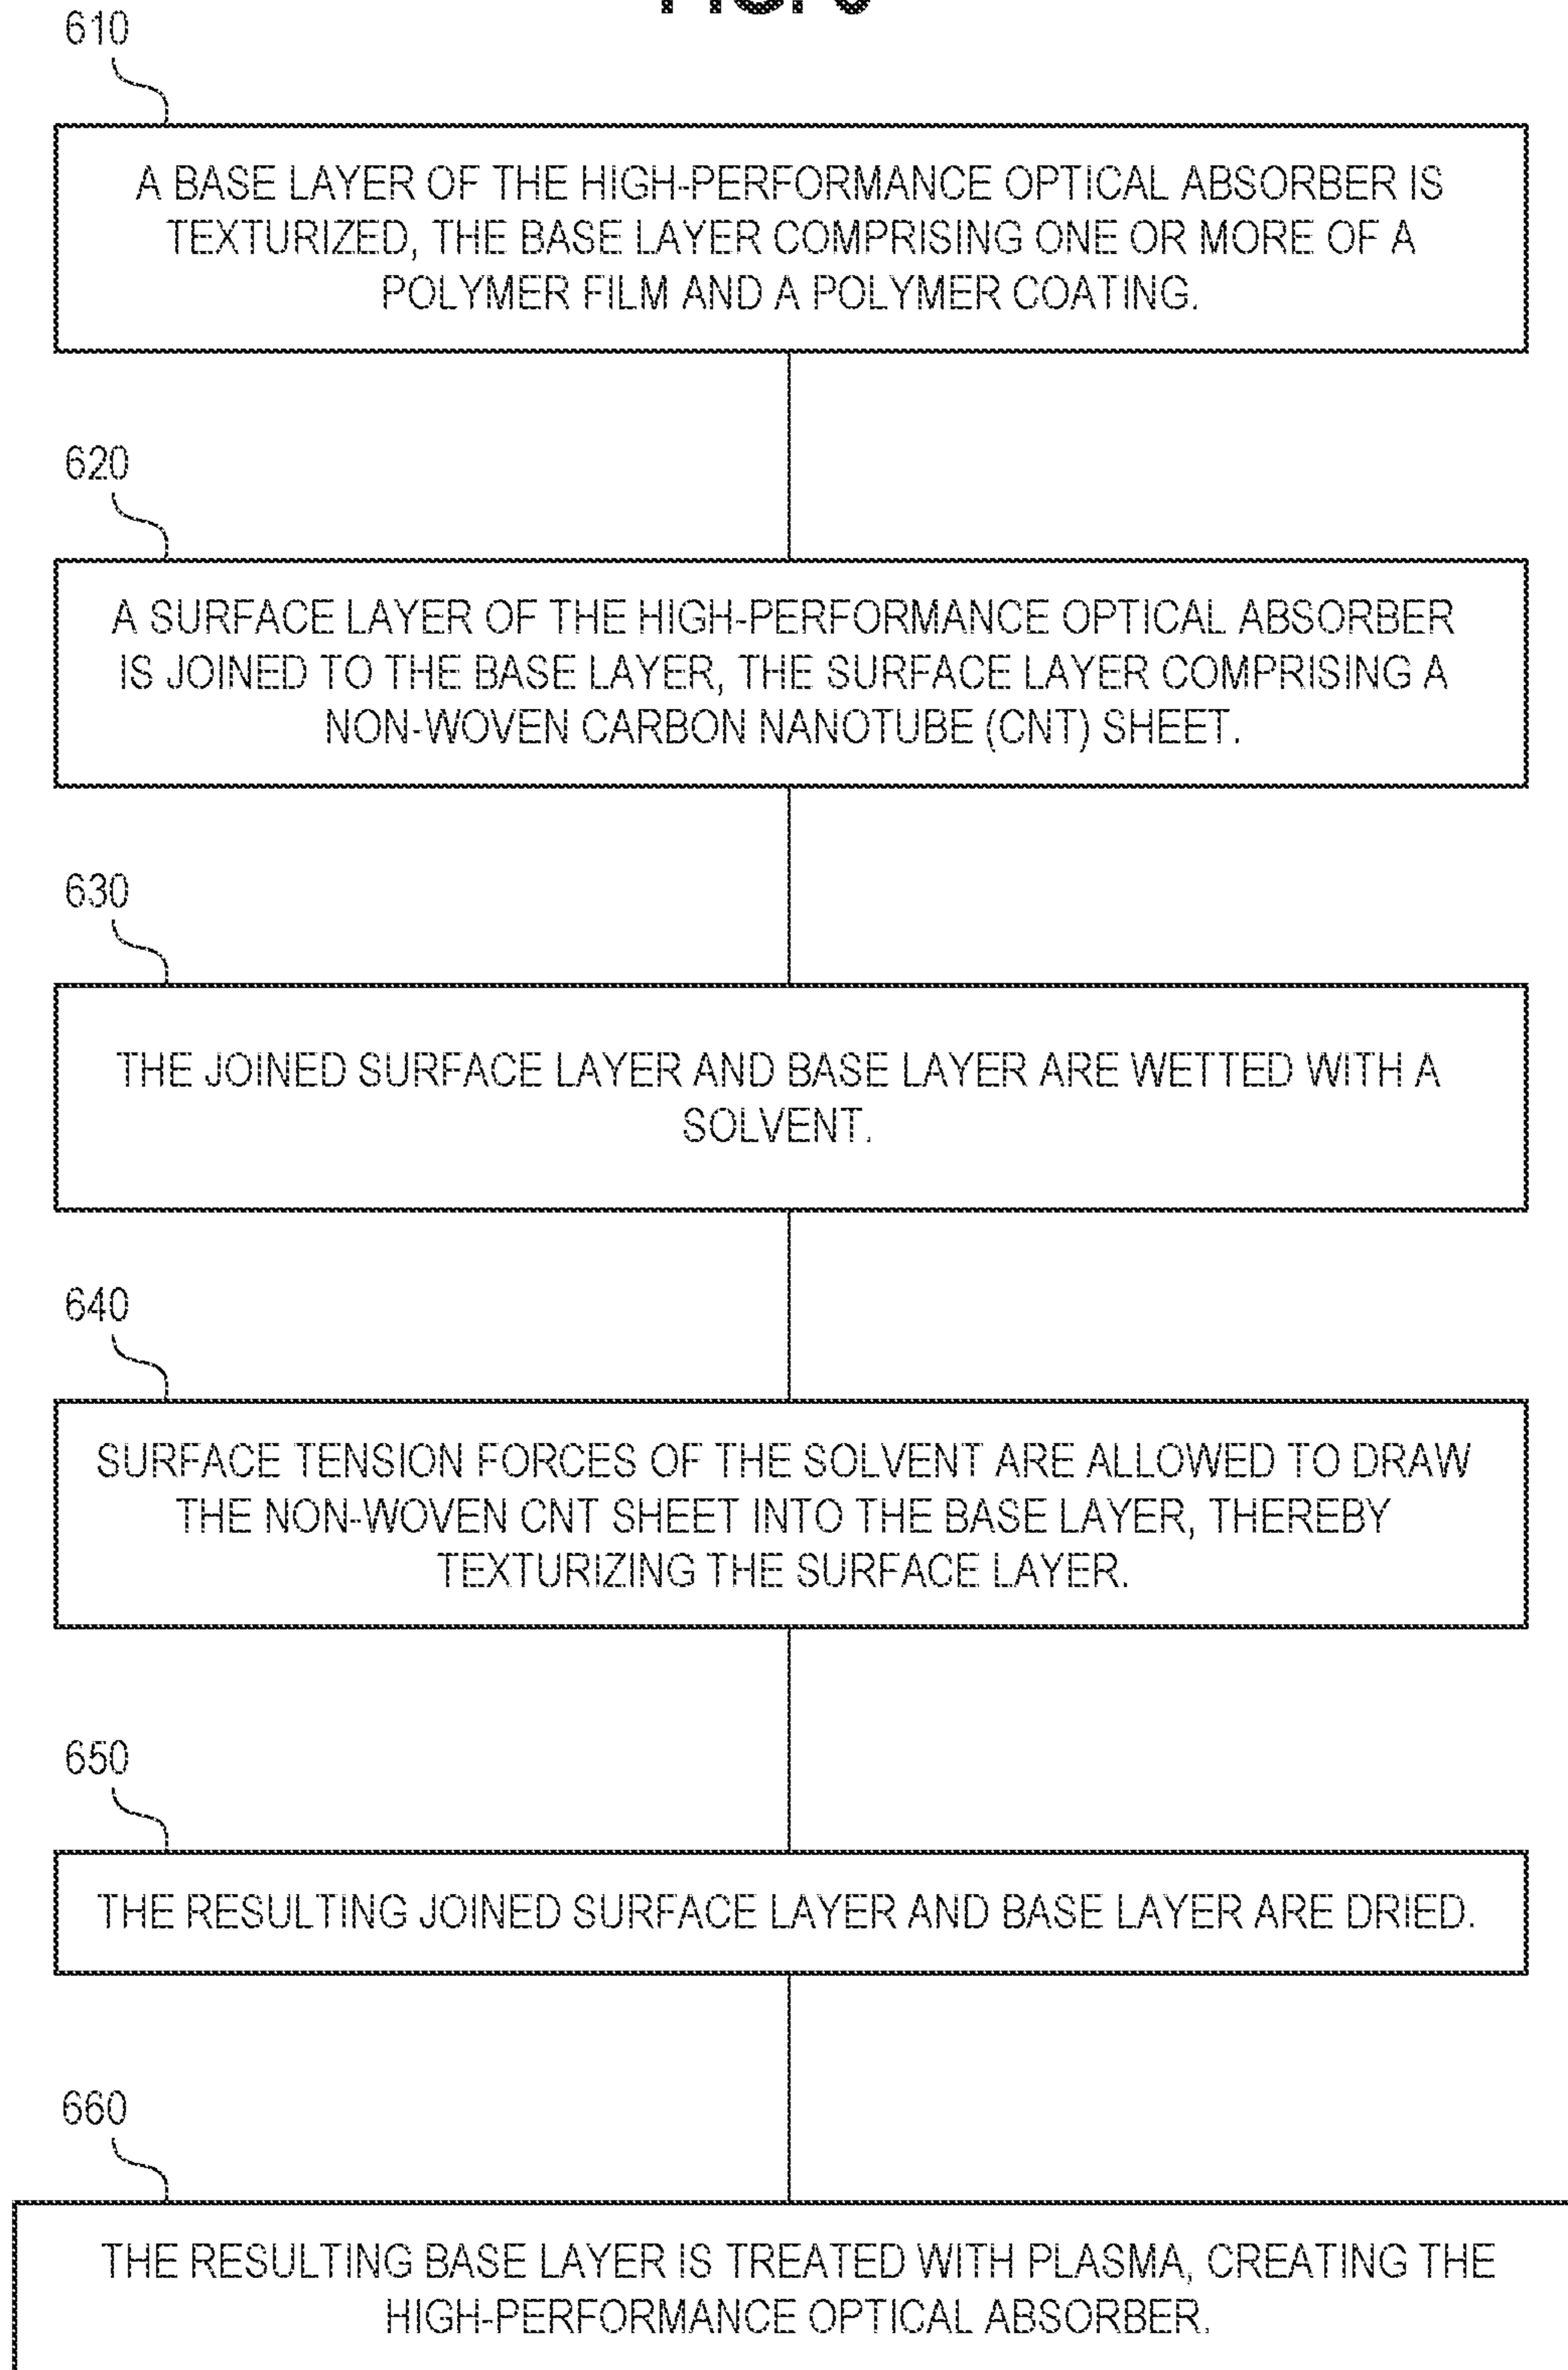 610
A BASE LAYER OF THE HIGH-PERFORMANCE OPTICAL ABSORBER IS
TEXTURIZED, THE BASE LAYER COMPRISING ONE OR MORE OF A
POLYMER FILM AND A POLYMER COATING.
620
A SURFACE LAYER OF THE HIGH-PERFORMANCE OPTICAL ABSORBER
IS JOINED TO THE BASE LAYER, THE SURFACE LAYER COMPRISING A
NON-WOVEN CARBON NANOTUBE (CNT) SHEET.
630
THE JOINED SURFACE LAYER AND BASE LAYER ARE WETTED WITH A
SOLVENT.
640
SURFACE TENSION FORCES OF THE SOLVENT ARE ALLOWED TO DRAW
THE NON-WOVEN CNT SHEET INTO THE BASE LAYER, THEREBY
TEXTURIZING THE SURFACE LAYER.
650
THE RESULTING JOINED SURFACE LAYER AND BASE LAYER ARE DRIED.
660
THE RESULTING BASE LAYER IS TREATED WITH PLASMA, CREATING THE
HIGH-PERFORMANCE OPTICAL ABSORBER.